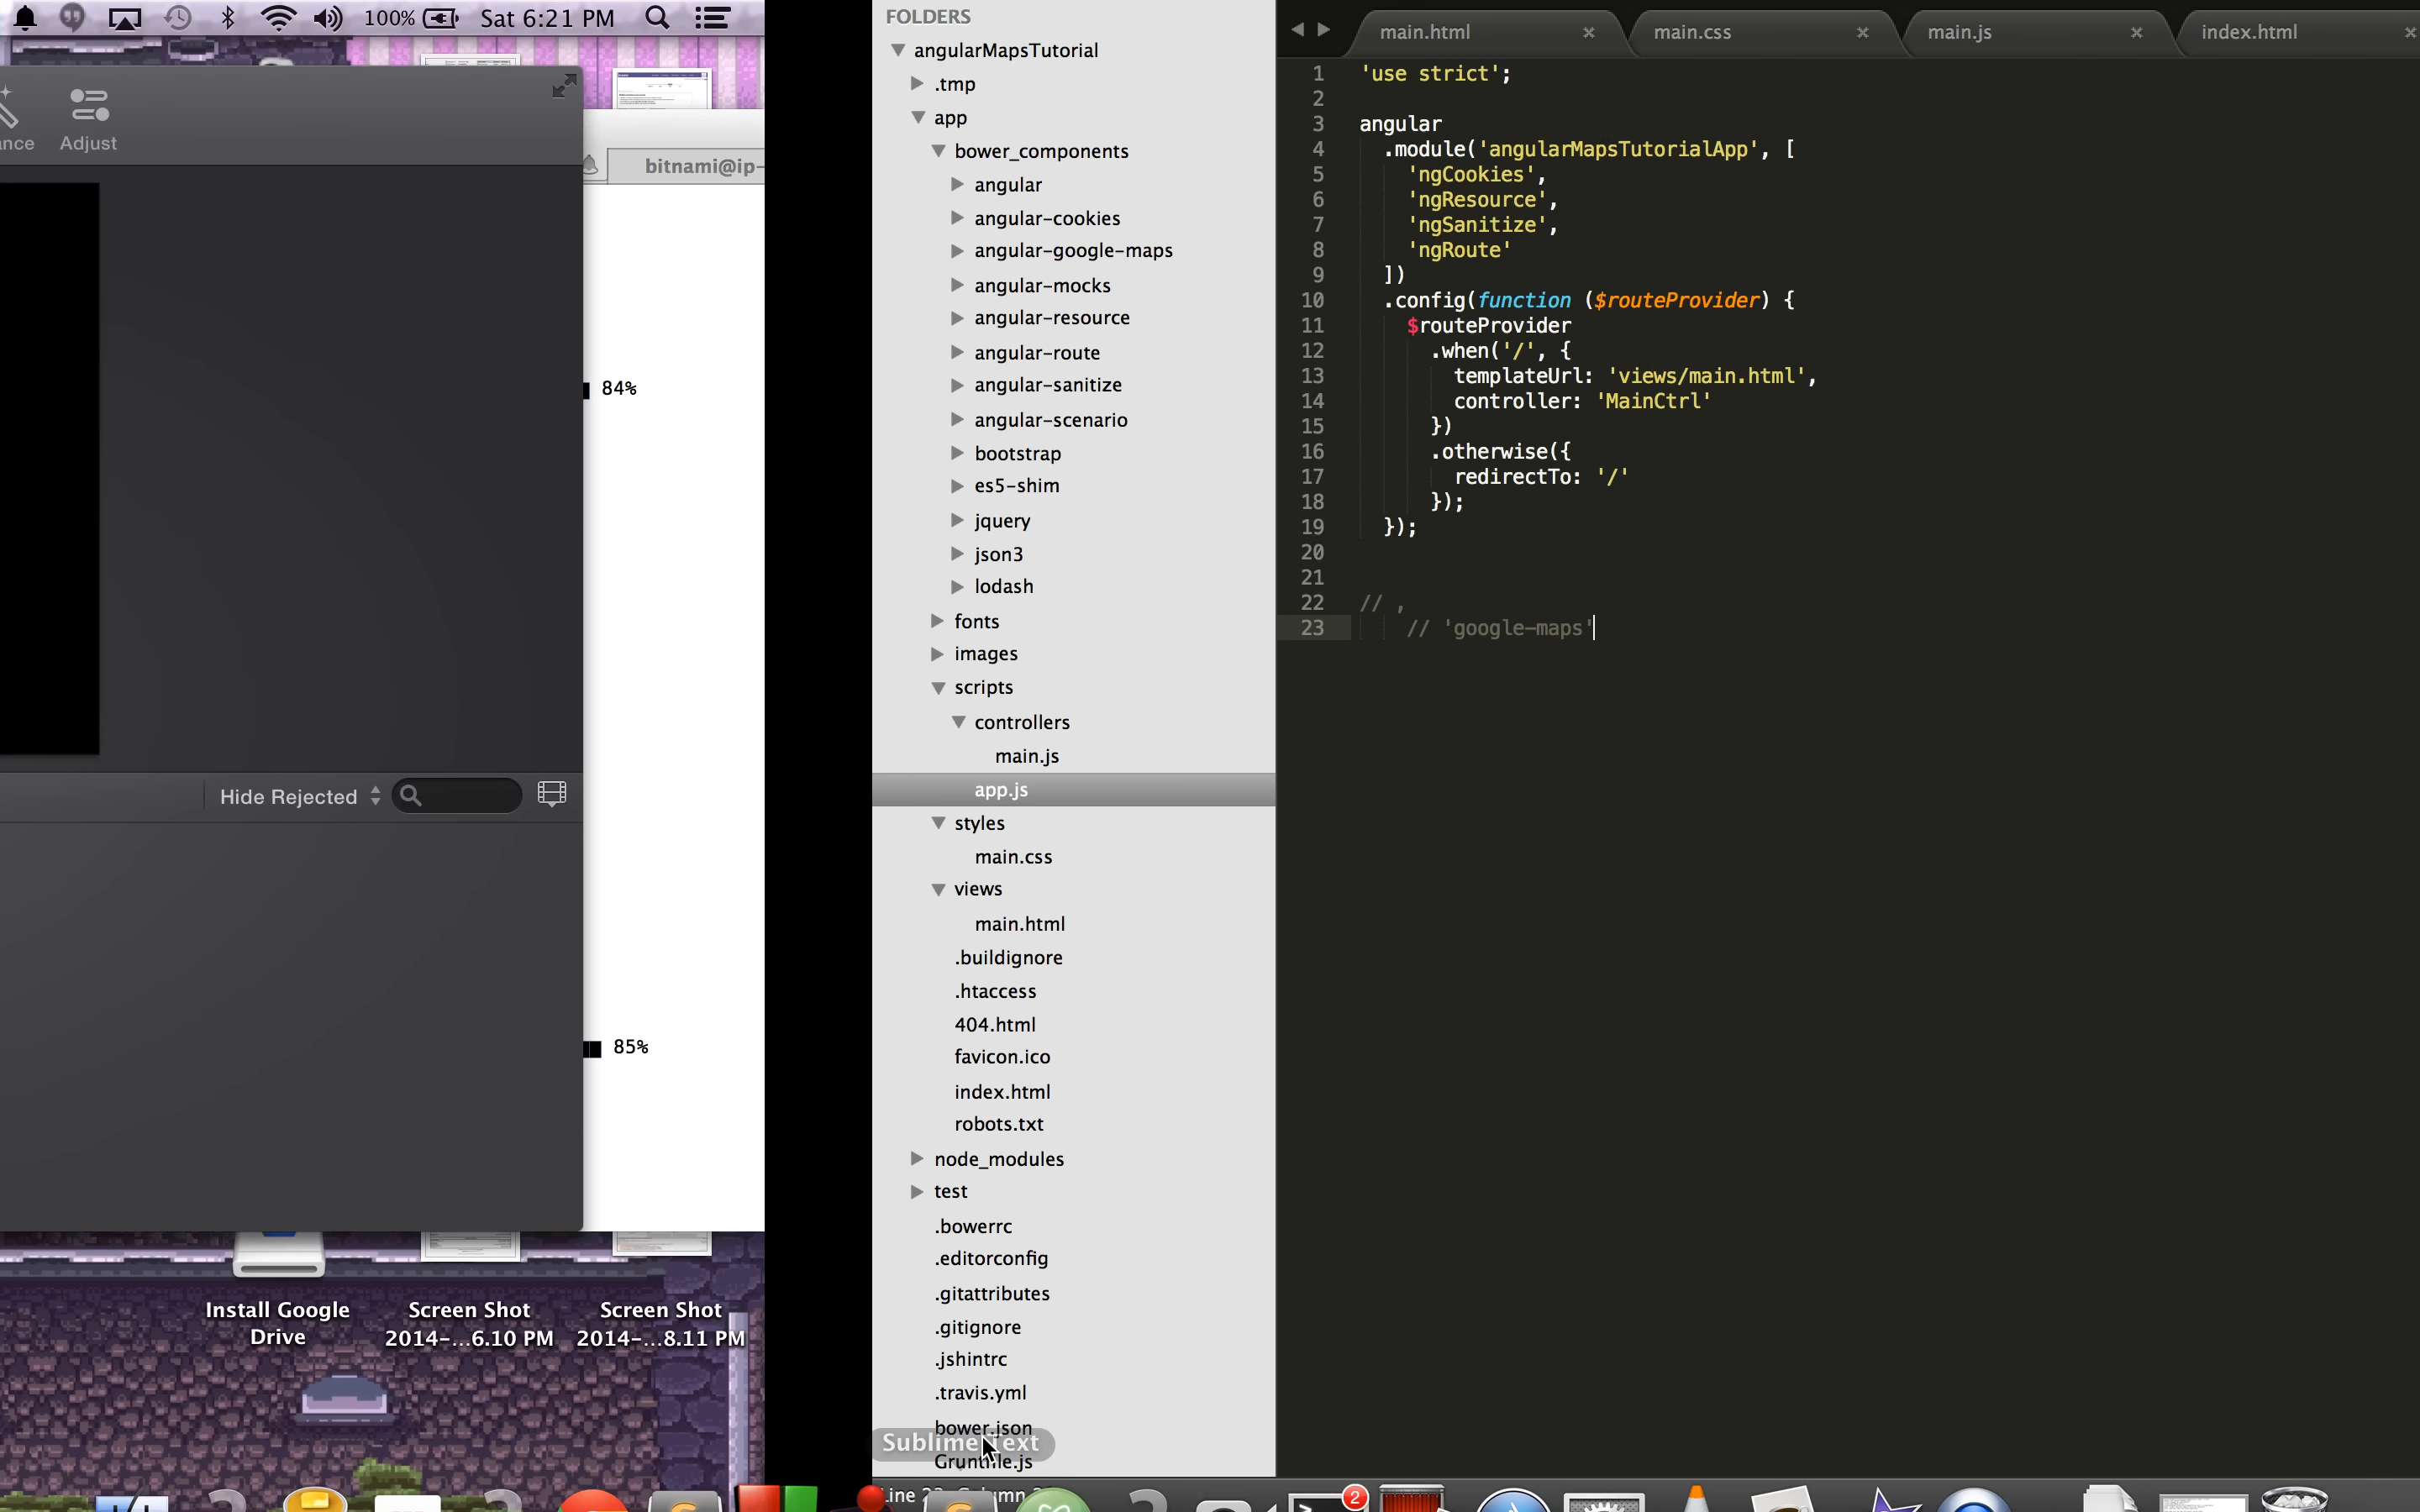 100%
Sat 6:21 PM
Adjust
bitnami@ip-
84%
Hide Rejected
85%
Install Google
Drive
Screen Shot
2014-...6.10 PM
Screen Shot
2014-...8.11 PM
FOLDERS
angularMapsTutorial
.tmp
app
bower_components
angular
angular-cookies
angular-google-maps
angular-mocks
angular-resource
angular-route
angular-sanitize
angular-scenario
bootstrap
es5-shim
jquery
json3
lodash
fonts
images
scripts
controllers
main.js
app.js
styles
main.css
views
main.html
.buildignore
.htaccess
404.html
favicon.ico
index.html
robots.txt
node_modules
test
.bowerrc
.editorconfig
.gitattributes
.gitignore
.jshintrc
.travis.yml
bower.json
Sublime Text
Gruntfile.js
main.html
main.css
main.js
index.html
1 'use strict';
2
3 angular
4 .module('angularMapsTutorialApp', [
5 'ngCookies',
6 'ngResource',
7 'ngSanitize',
8 'ngRoute'
9 ])
10 .config(function ($routeProvider) {
11 $routeProvider
12 .when('/', {
13 templateUrl: 'views/main.html',
14 controller: 'MainCtrl'
15 })
16 .otherwise({
17 redirectTo: '/'
18 });
19 });
20
21
22 // ,
23 // 'google-maps'
2